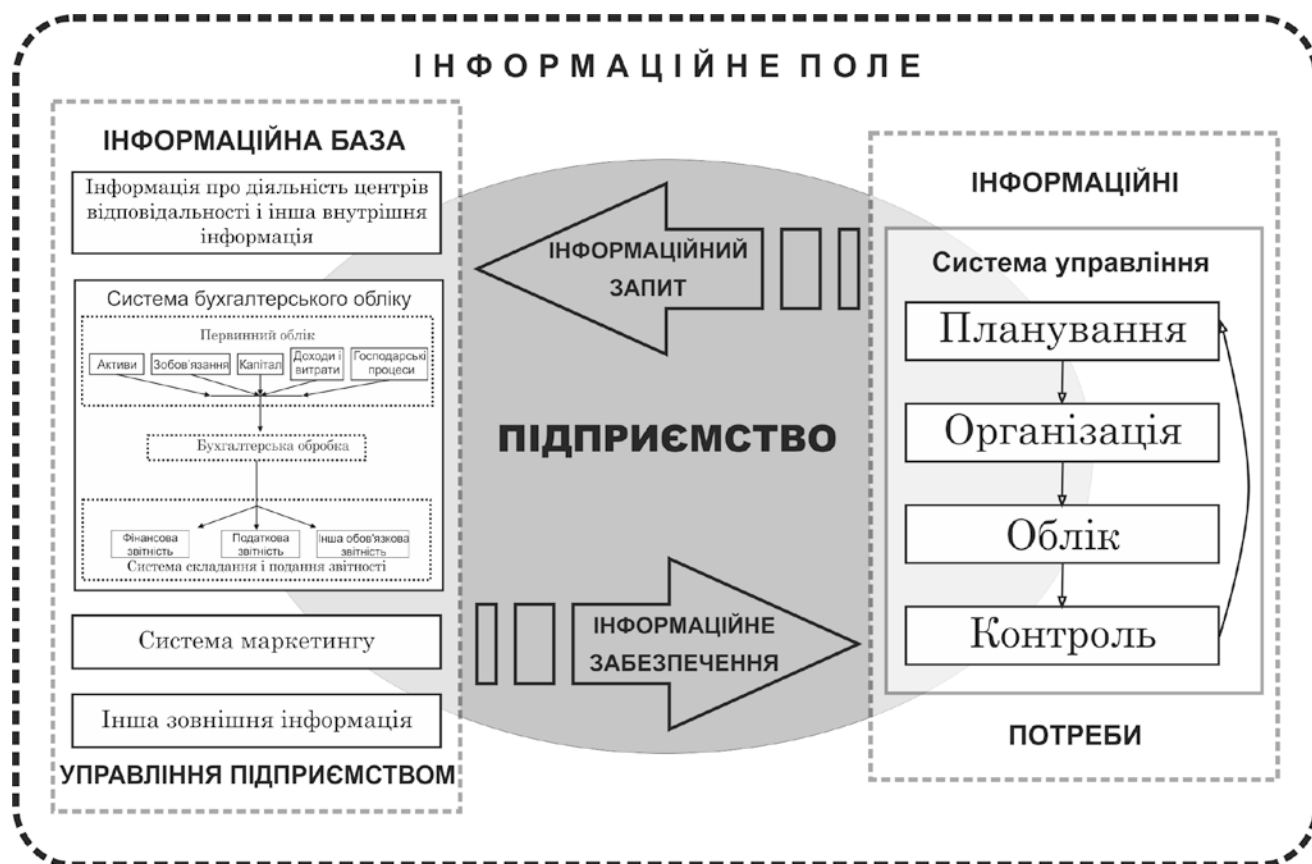 ІНФОРМАЦІЙНЕ ПОЛЕ
ІНФОРМАЦІЙНА БАЗА
Інформація про діяльність центрів
відповідальності і інша внутрішня
інформація
Система бухгалтерського обліку
Первинний облік
Активи
Зобов'язання
Капітал
Доходи і
витрати
Господарські
процеси
Бухгалтерська обробка
Фінансова
звітність
Податкова
звітність
Інша обов'язкова
звітність
Система складання і подання звітності
Система маркетингу
Інша зовнішня інформація
УПРАВЛІННЯ ПІДПРИЄМСТВОМ
ІНФОРМАЦІЙНИЙ
ЗАПИТ
ПІДПРИЄМСТВО
ІНФОРМАЦІЙНЕ
ЗАБЕЗПЕЧЕННЯ
ІНФОРМАЦІЙНІ
Система управління
Планування
Організація
Облік
Контроль
ПОТРЕБИ